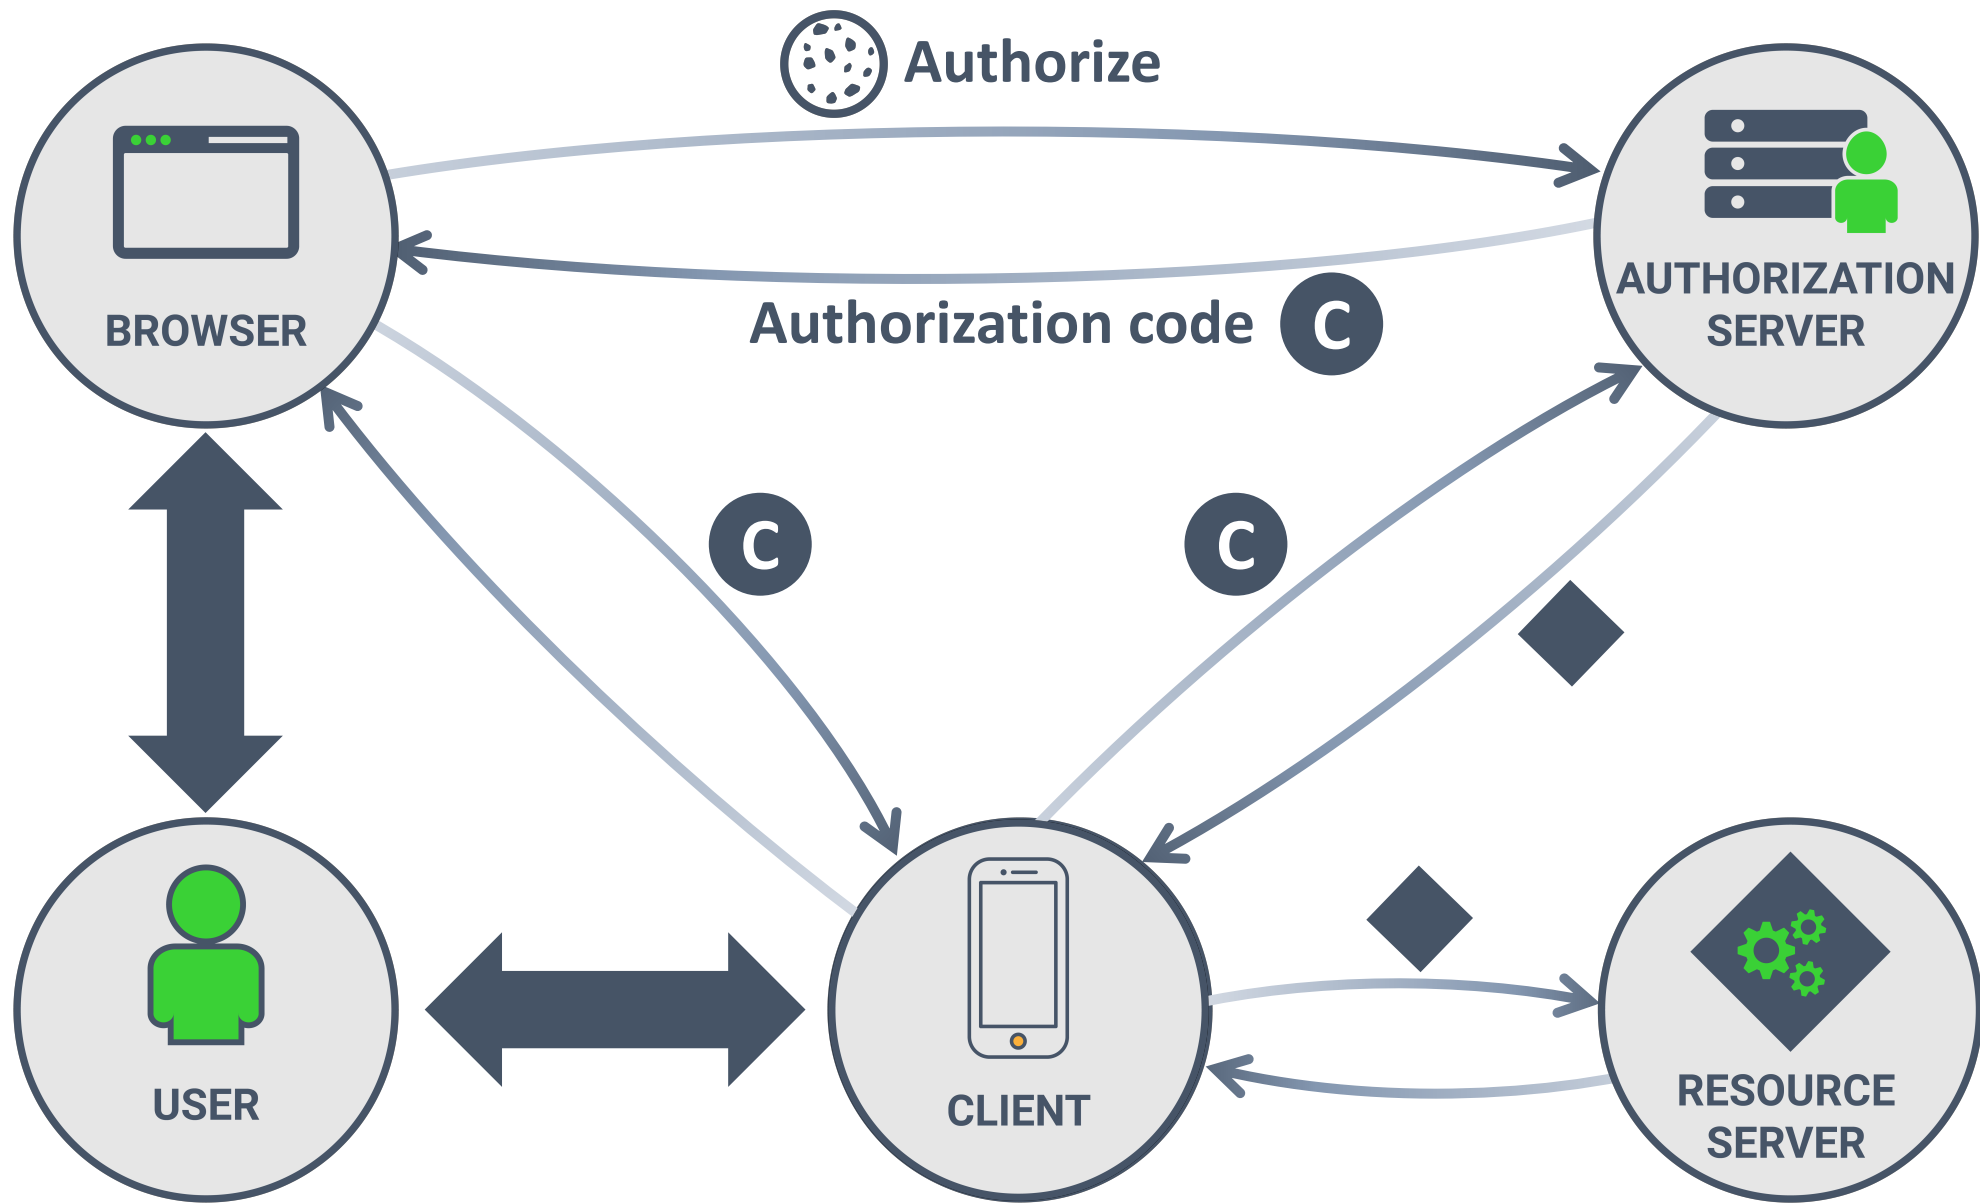 Authorize
BROWSER
AUTHORIZATION
SERVER
Authorization code C
C
C
USER
CLIENT
RESOURCE
SERVER